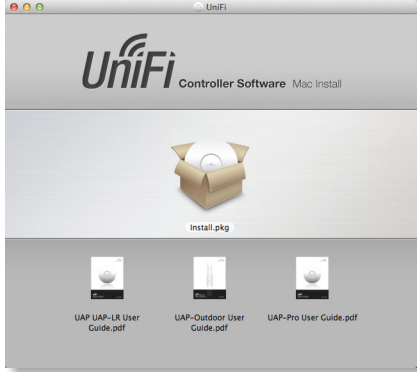 UniFi
UniFi Controller Software Mac Install
Install.pkg
UAP UAP-LR User
Guide.pdf
UAP-Outdoor User
Guide.pdf
UAP-Pro User Guide.pdf